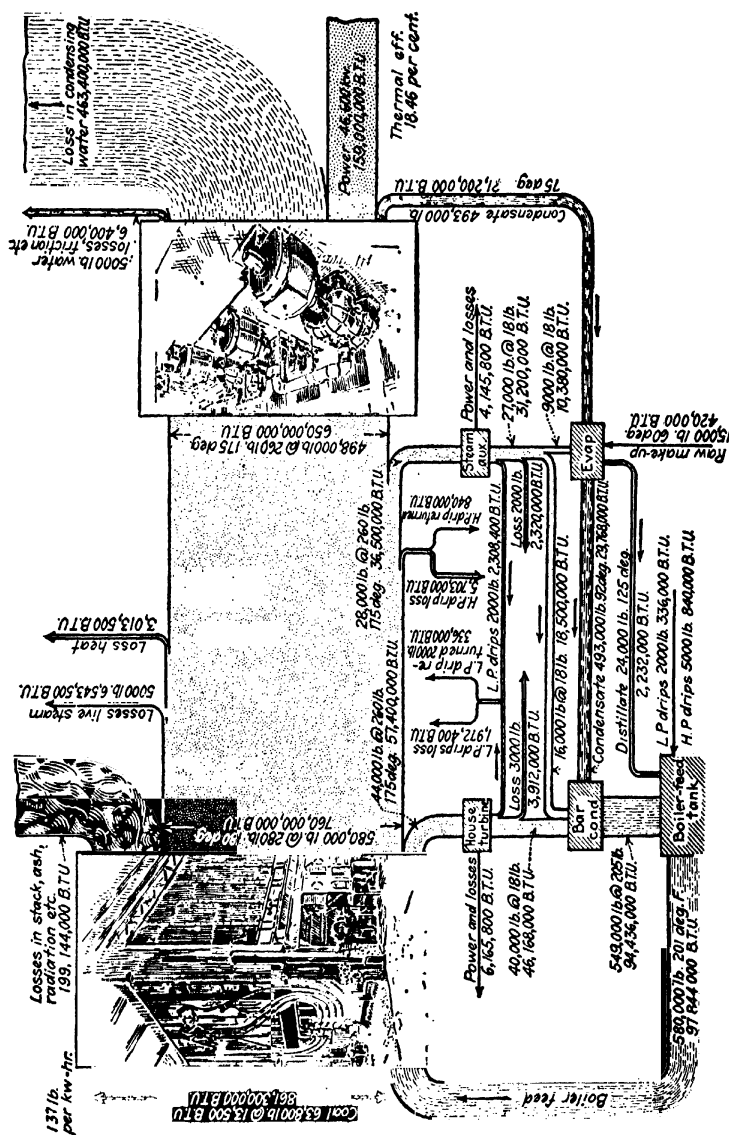 Loss in condensing
water 463,400,000 B.T.U
5000 lb. water
losses, friction etc
6,400,000 B.T.U.
Power 46,600 kw.
159,000,000 B.T.U
Thermal eff.
18.46 per cent.
Condensate 493,000 lb.
75 deg. 21,200,000 B.T.U
498,000 lb @ 260 lb. 175 deg
650,000,000 B.T.U
Loss heat
3,013,500 B.T.U.
Losses live steam
5000 lb. 6,543,500 B.T.U.
Losses in stack, ash,
radiation etc.
199,144,000 B.T.U
580,000 lb @ 280 lb.
760,000,000 B.T.U
1.37 lb.
per kw-hr.
Coal 63,800 lb @ 13,500 B.T.U
861,300,000 B.T.U
28,000 lb. @ 260 lb.
175 deg. 36,500,000 B.T.U
44,000 lb @ 260 lb.
175 deg. 57,400,000 B.T.U
Steam
aux
Power and losses
4,145,800 B.T.U.
27,000 lb. @ 18 lb.
31,200,000 B.T.U.
9000 lb @ 18 lb.
10,380,000 B.T.U.
H.P. drip returned
840,000 B.T.U.
H.P. drip loss
5,703,000 B.T.U
L.P. drip re-
turned 2000 lb.
336,000 B.T.U
L.P. drips loss
1,972,400 B.T.U
L.P. drips 2000 lb. 2,308,400 B.T.U
Loss 2000 lb.
2,320,000 B.T.U
Loss 3000 lb.
3,912,000 B.T.U.
16,000 lb @ 18 lb. 18,500,000 B.T.U.
House
turbine
Power and losses
6,165,800 B.T.U.
40,000 lb. @ 18 lb
46,168,000 B.T.U
Evap
Raw make-up
15,000 lb. 60 deg.
420,000 B.T.U
Condensate 493,000 lb. 92 deg. 29,768,000 B.T.U
Bar
Cond
Distillate 24,000 lb. 125 deg.
2,232,000 B.T.U.
L.P. drips 2000 lb. 336,000 B.T.U
H.P. drips 5000 lb. 840,000 B.T.U
549,000 lb @ 205 lb.
94,436,000 B.T.U
Boiler-feed
tank
580,000 lb. 201 deg. F.
97,844,000 B.T.U
Boiler feed